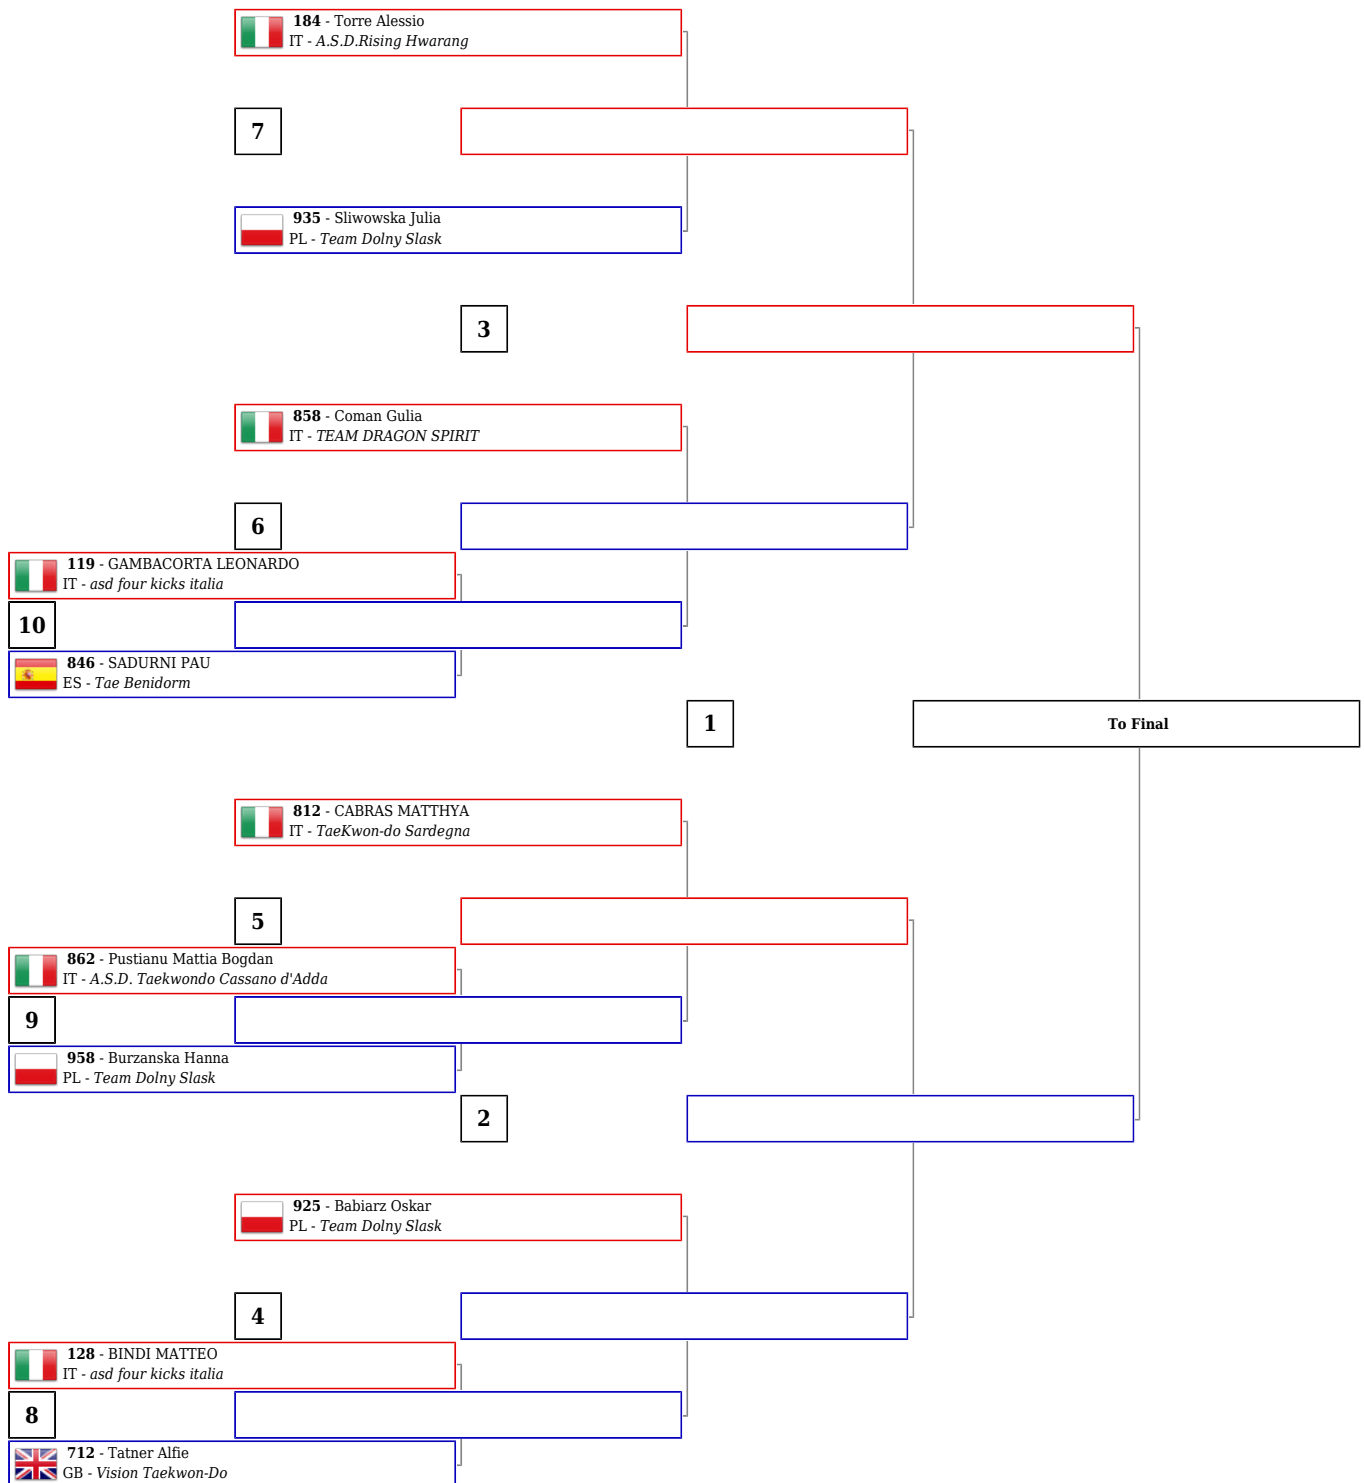 184 - Torre Alessio
IT - A.S.D.Rising Hwarang
7
935 - Sliwowska Julia
PL - Team Dolny Slask
3
858 - Coman Gulia
IT - TEAM DRAGON SPIRIT
6
119 - GAMBACORTA LEONARDO
IT - asd four kicks italia
10
846 - SADURNI PAU
ES - Tae Benidorm
1
To Final
812 - CABRAS MATTHYA
IT - TaeKwon-do Sardegna
5
862 - Pustianu Mattia Bogdan
IT - A.S.D. Taekwondo Cassano d'Adda
9
958 - Burzanska Hanna
PL - Team Dolny Slask
2
925 - Babiarz Oskar
PL - Team Dolny Slask
4
128 - BINDI MATTEO
IT - asd four kicks italia
8
712 - Tatner Alfie
GB - Vision Taekwon-Do